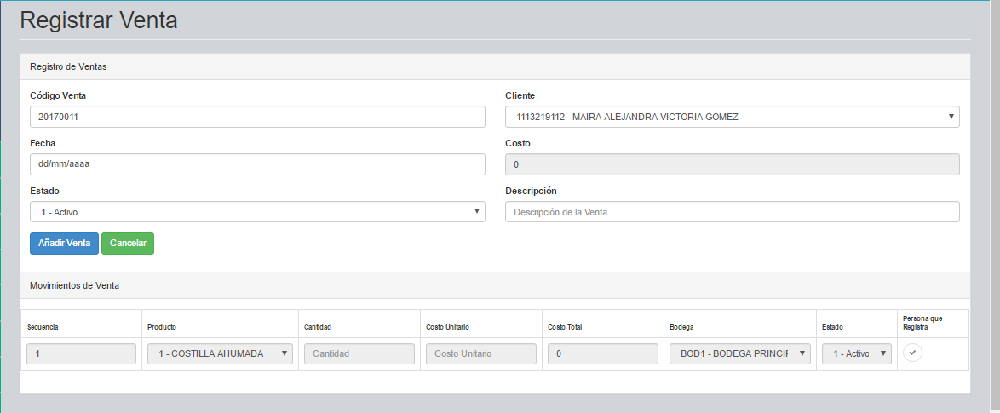 Registrar Venta
Registro de Ventas
Código Venta
Cliente
20170011
1113219112 - MAIRA ALEJANDRA VICTORIA GOMEZ
Fecha
Costo
dd/mm/aaaa
0
Estado
Descripción
1 - Activo
Descripción de la Venta.
Añadir Venta Cancelar
Movimientos de Venta
Secuencia Producto Cantidad Costo Unitario Costo Total Bodega Estado Persona que
Registra
1 1 - COSTILLA AHUMADA Cantidad Costo Unitario 0 BOD1 - BODEGA PRINCIF 1 - Activo